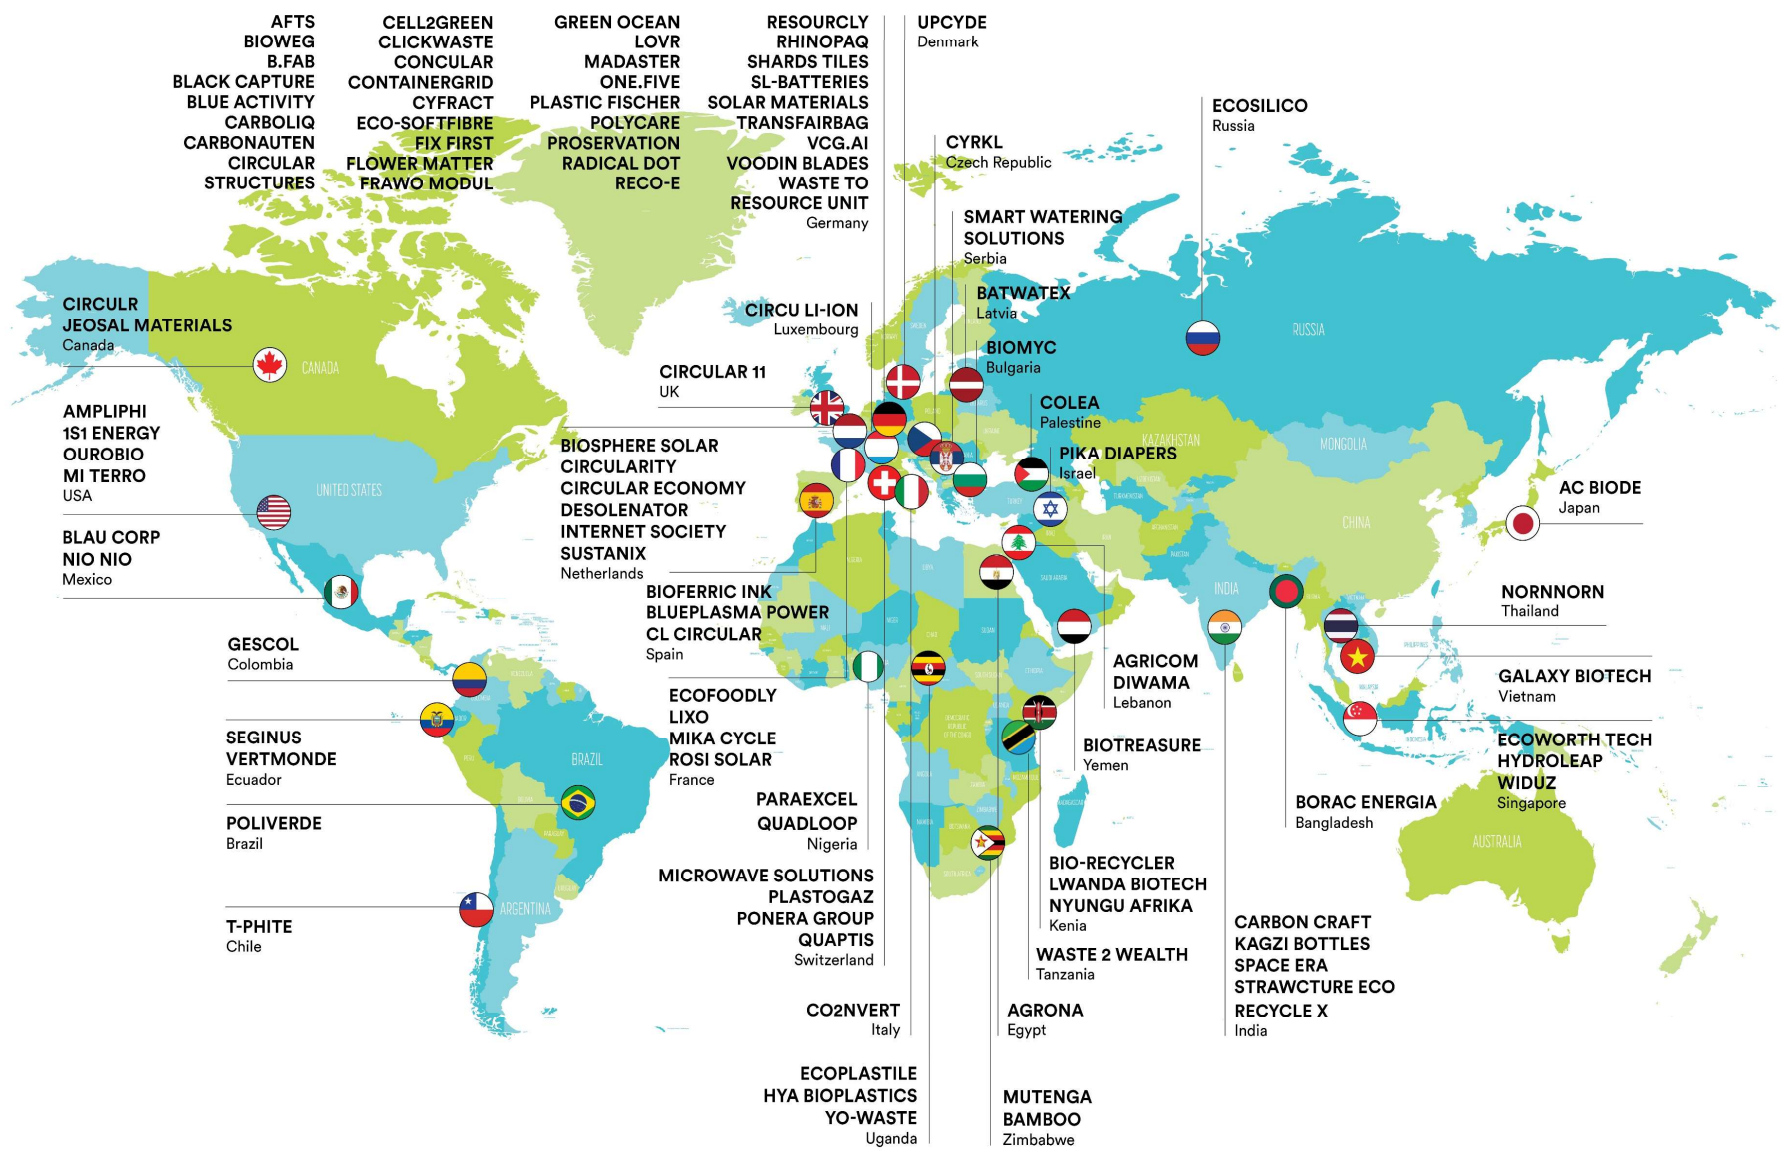 AFTS
BIOWEG
B.FAB
BLACK CAPTURE
BLUE ACTIVITY
CARBOLIQ
CARBONAUTEN
CIRCULAR
STRUCTURES
CELL2GREEN
CLICKWASTE
CONCULAR
CONTAINERGRID
CYFRACT
ECO-SOFTFIBRE
FIX FIRST
FLOWER MATTER
FRAWO MODUL
GREEN OCEAN
LOVR
MADASTER
ONE.FIVE
PLASTIC FISCHER
POLYCARE
PROSERVATION
RADICAL DOT
RECO-E
RESOURCLY
RHINOPAQ
SHARDS TILES
SL-BATTERIES
SOLAR MATERIALS
TRANSFAIRBAG
VCG.AI
VOODIN BLADES
WASTE TO
RESOURCE UNIT
Germany
UPCYDE
Denmark
CYRKL
Czech Republic
ECOSILICO
Russia
SMART WATERING
SOLUTIONS
Serbia
BATWATEX
Latvia
BIOMYC
Bulgaria
COLEA
Palestine
PIKA DIAPERS
Israel
CIRCU LI-ION
Luxembourg
CIRCULAR 11
UK
CIRCULR
JEOSAL MATERIALS
Canada
AMPLIPHI
1S1 ENERGY
OUROBIO
MI TERRO
USA
BLAU CORP
NIO NIO
Mexico
GESCOL
Colombia
SEGINUS
VERTMONDE
Ecuador
POLIVERDE
Brazil
T-PHITE
Chile
BIOSPHERE SOLAR
CIRCULARITY
CIRCULAR ECONOMY
DESOLENATOR
INTERNET SOCIETY
SUSTANIX
Netherlands
BIOFERRIC INK
BLUEPLASMA POWER
CL CIRCULAR
Spain
ECOFOODLY
LIXO
MIKA CYCLE
ROSI SOLAR
France
PARAEXCEL
QUADLOOP
Nigeria
MICROWAVE SOLUTIONS
PLASTOGAZ
PONERA GROUP
QUAPTIS
Switzerland
CO2NVERT
Italy
ECOPLASTILE
HYA BIOPLASTICS
YO-WASTE
Uganda
MUTENGA
BAMBOO
Zimbabwe
AGRONA
Egypt
WASTE 2 WEALTH
Tanzania
BIO-RECYCLER
LWANDA BIOTECH
NYUNGU AFRIKA
Kenia
BIOTREASURE
Yemen
AGRICOM
DIWAMA
Lebanon
CARBON CRAFT
KAGZI BOTTLES
SPACE ERA
STRAWCTURE ECO
RECYCLE X
India
BORAC ENERGIA
Bangladesh
AC BIODE
Japan
NORNNORN
Thailand
GALAXY BIOTECH
Vietnam
ECOWORTH TECH
HYDROLEAP
WIDUZ
Singapore
CANADA
UNITED STATES
BRAZIL
ARGENTINA
RUSSIA
KAZAKHSTAN
MONGOLIA
CHINA
INDIA
AUSTRALIA
SAUDI ARABIA